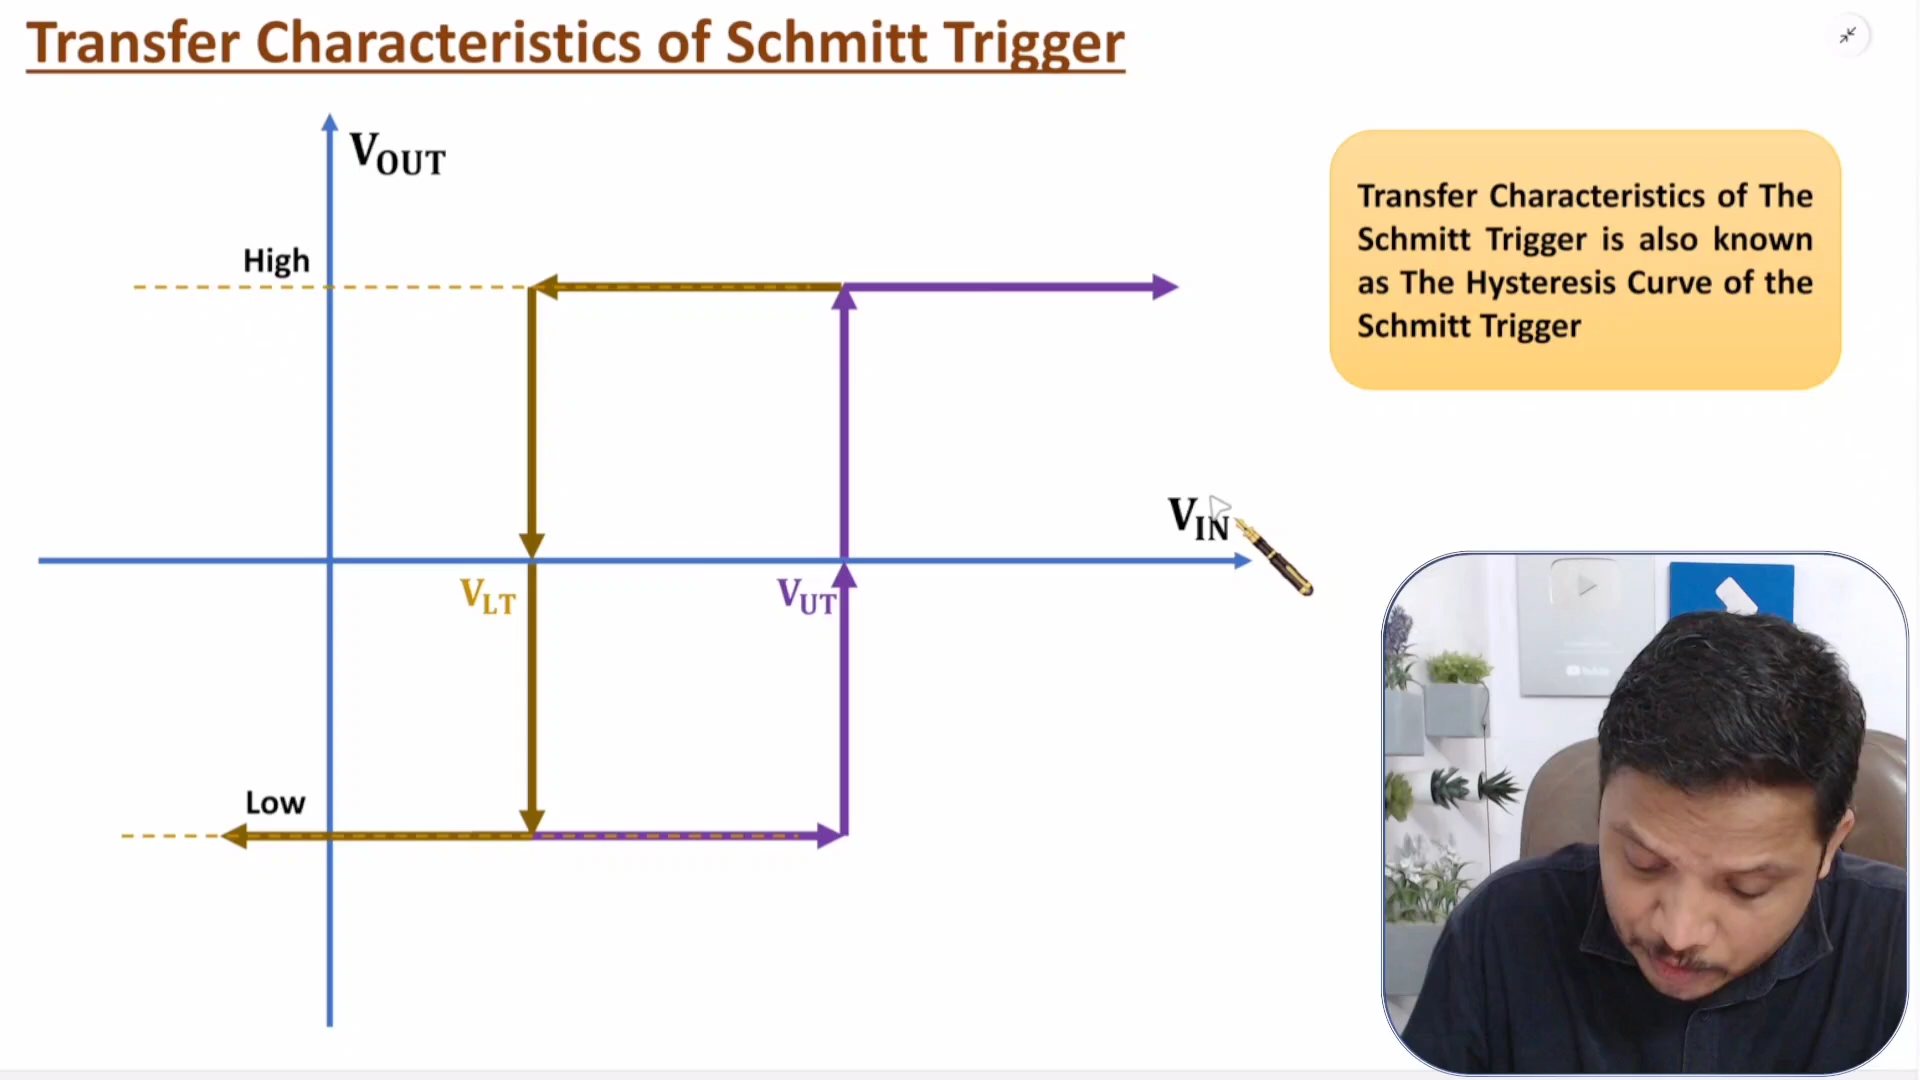 Transfer Characteristics of Schmitt Trigger
V_OUT
High
Transfer Characteristics of The
Schmitt Trigger is also known
as The Hysteresis Curve of the
Schmitt Trigger
V_IN
V_LT
V_UT
Low